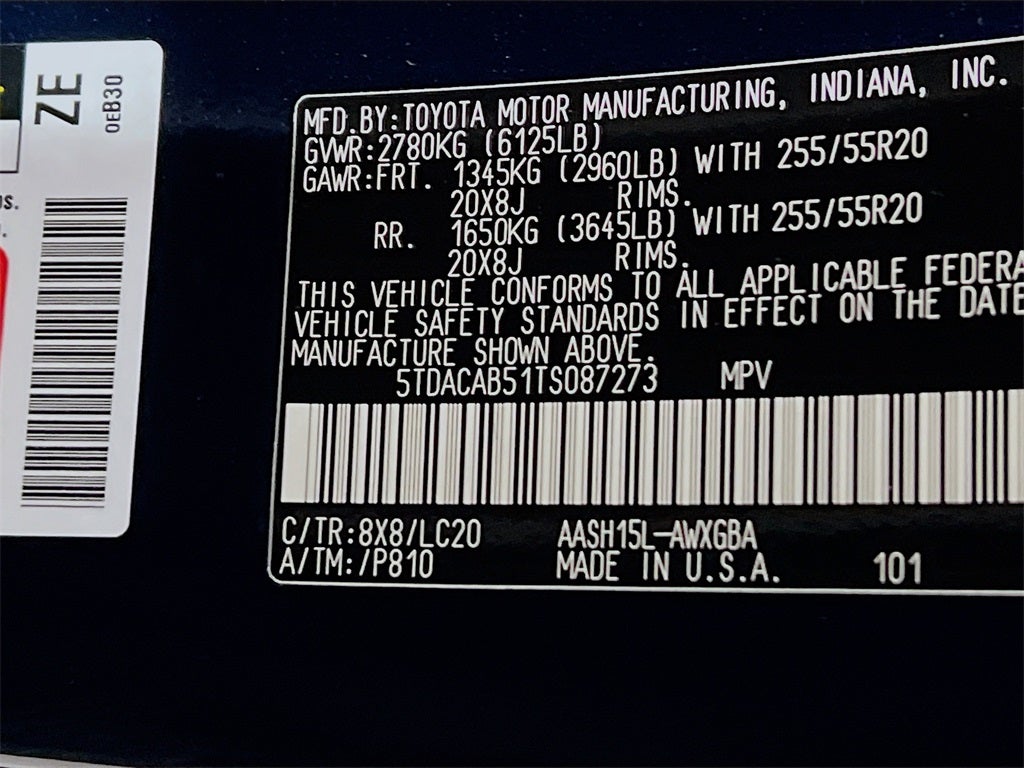 ZE
0EB30
MFD.BY:TOYOTA MOTOR MANUFACTURING, INDIANA, INC.
GVWR:2780KG (6125LB)
GAWR:FRT. 1345KG (2960LB) WITH 255/55R20
20X8J RIMS.
RR. 1650KG (3645LB) WITH 255/55R20
20X8J RIMS.
THIS VEHICLE CONFORMS TO ALL APPLICABLE FEDERA
VEHICLE SAFETY STANDARDS IN EFFECT ON THE DATE
MANUFACTURE SHOWN ABOVE.
5TDACAB51TS087273 MPV
C/TR:8X8/LC20 AASH15L-AWXGBA
A/TM:/P810 MADE IN U.S.A. 101